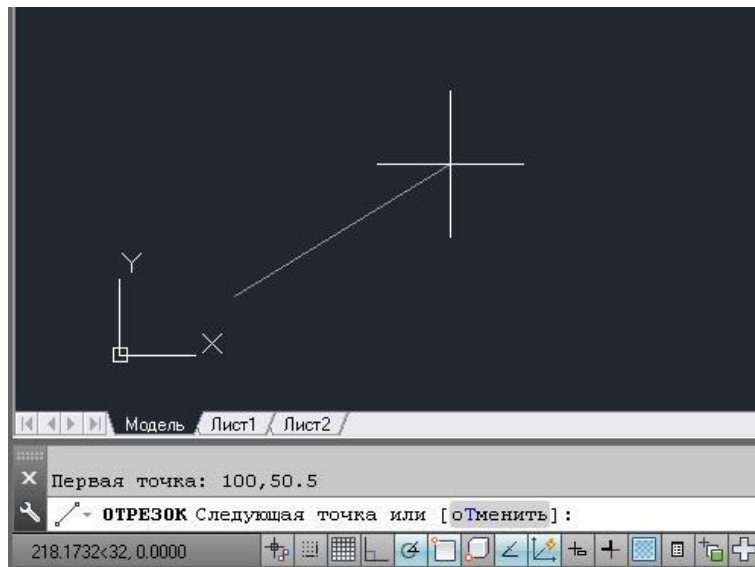 Y
X
Модель Лист1 Лист2
Первая точка: 100,50.5
ОТРЕЗОК Следующая точка или [оТменить]:
218.1732<32, 0.0000